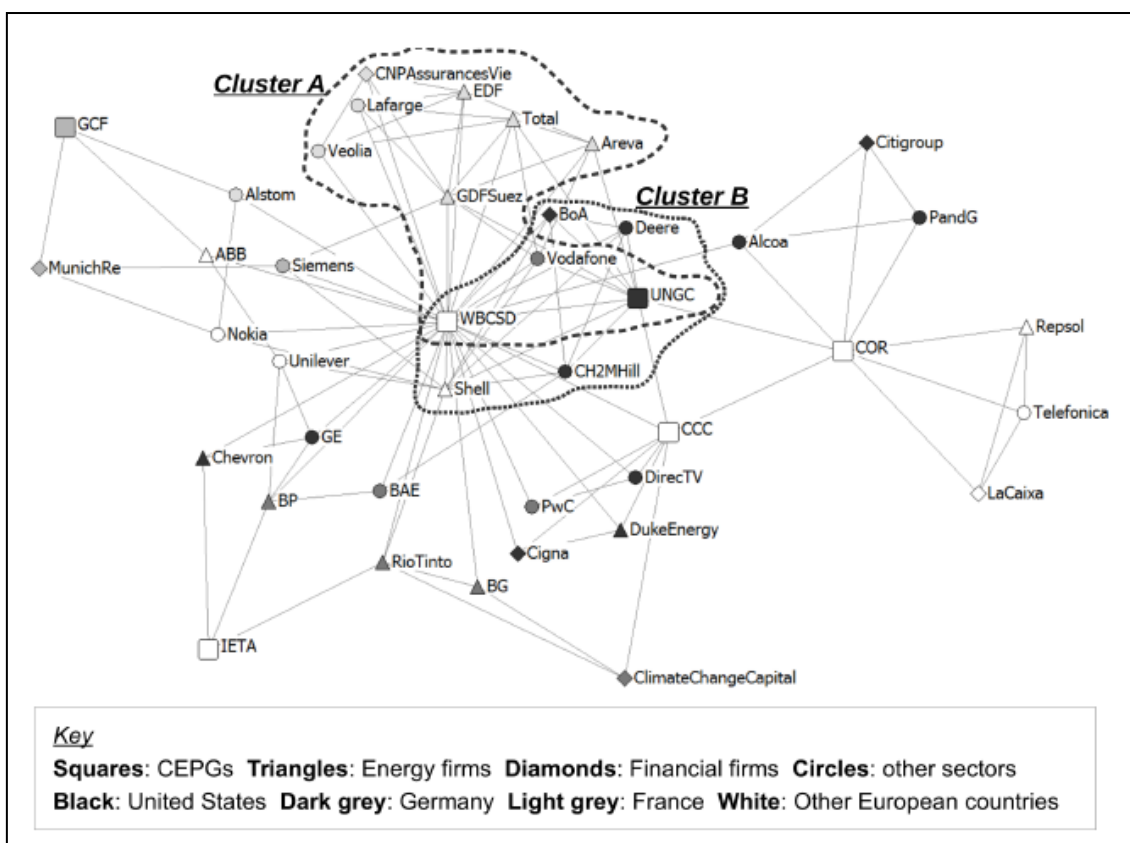 Cluster A
CNPAssurancesVie
EDF
Lafarge
Total
GCF
Areva
Citigroup
Veolia
Alstom
GDFSuez
Cluster B
BoA
Deere
PandG
Alcoa
ABB
Vodafone
MunichRe
Siemens
UNGC
WBCSD
Nokia
Repsol
COR
Unilever
Shell
CH2MHill
Telefonica
CCC
GE
Chevron
DirecTV
BP
BAE
LaCaixa
PwC
DukeEnergy
Cigna
RioTinto
BG
IETA
ClimateChangeCapital
Key
Squares: CEPGs Triangles: Energy firms Diamonds: Financial firms Circles: other sectors
Black: United States Dark grey: Germany Light grey: France White: Other European countries